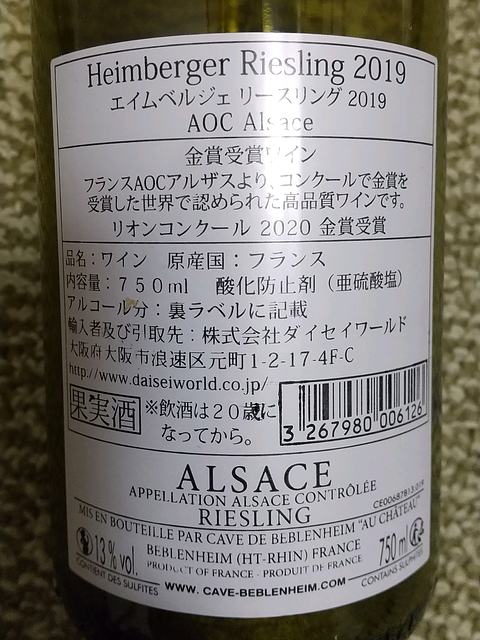 Heimberger Riesling 2019
エイムベルジェ リースリング 2019
AOC Alsace
金賞受賞ワイン
フランスAOCアルザスより、コンクールで金賞を
受賞した世界で認められた高品質ワインです。
リオンコンクール 2020 金賞受賞
品名：ワイン 原産国：フランス
内容量：７５０ml 酸化防止剤（亜硫酸塩）
アルコール分：裏ラベルに記載
輸入者及び引取先：株式会社ダイセイワールド
大阪府大阪市浪速区元町1-2-17-4F-C
http://www.daiseiworld.co.jp/
果実酒 ※飲酒は２０歳に
なってから。
3 267980 006126
ALSACE
APPELLATION ALSACE CONTRÔLÉE
RIESLING
CE00687B13.019
MIS EN BOUTEILLE PAR CAVE DE BEBLENHEIM "AU CHÂTEAU"
BEBLENHEIM (HT-RHIN) FRANCE
13% vol. 750 ml
PRODUCT OF FRANCE - PRODUIT DE FRANCE
CONTIENT DES SULFITES WWW.CAVE-BEBLENHEIM.COM CONTAINS SULFITES